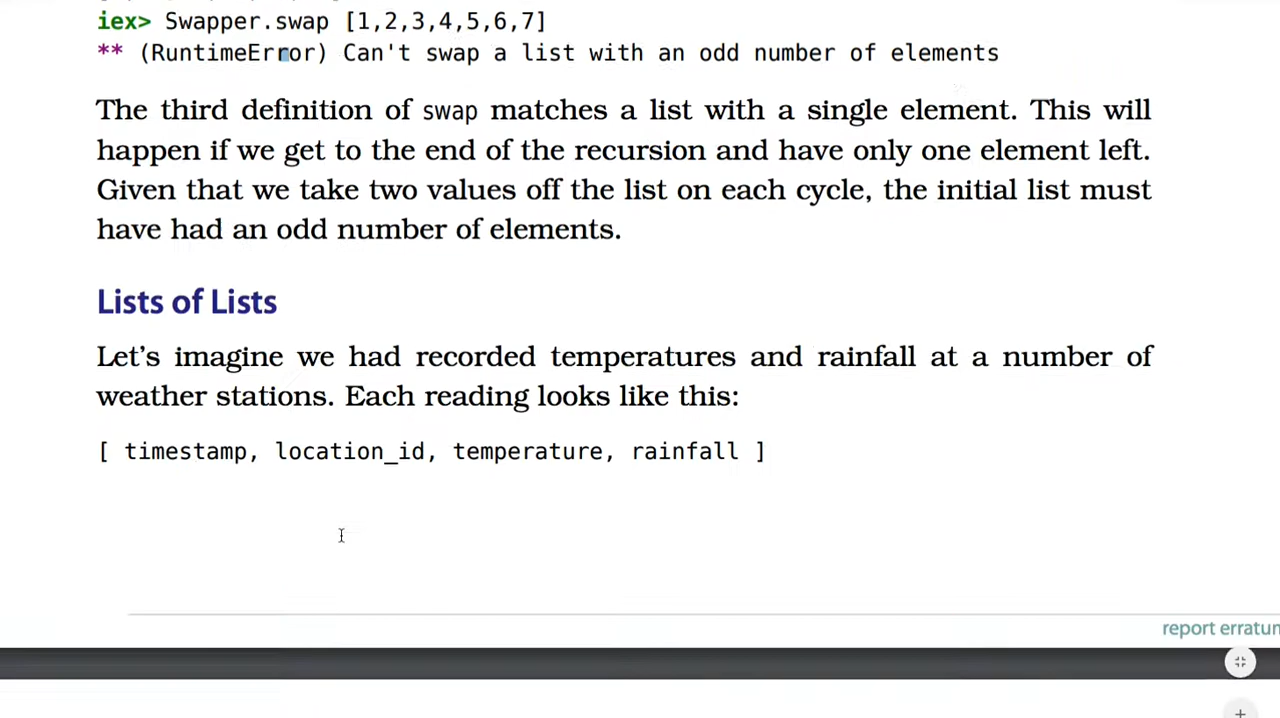 iex> Swapper.swap [1,2,3,4,5,6,7]
** (RuntimeError) Can't swap a list with an odd number of elements
The third definition of swap matches a list with a single element. This will
happen if we get to the end of the recursion and have only one element left.
Given that we take two values off the list on each cycle, the initial list must
have had an odd number of elements.
Lists of Lists
Let's imagine we had recorded temperatures and rainfall at a number of
weather stations. Each reading looks like this:
[ timestamp, location_id, temperature, rainfall ]
report erratu